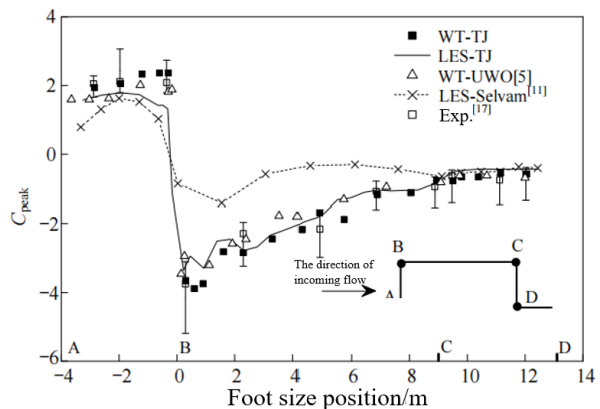 4
2
0
−2
−4
−6
C_peak
WT-TJ
LES-TJ
WT-UWO[5]
LES-Selvam[11]
Exp.[17]
The direction of
incoming flow
B
C
A
D
A
B
C
D
−4
−2
0
2
4
6
8
10
12
14
Foot size position/m